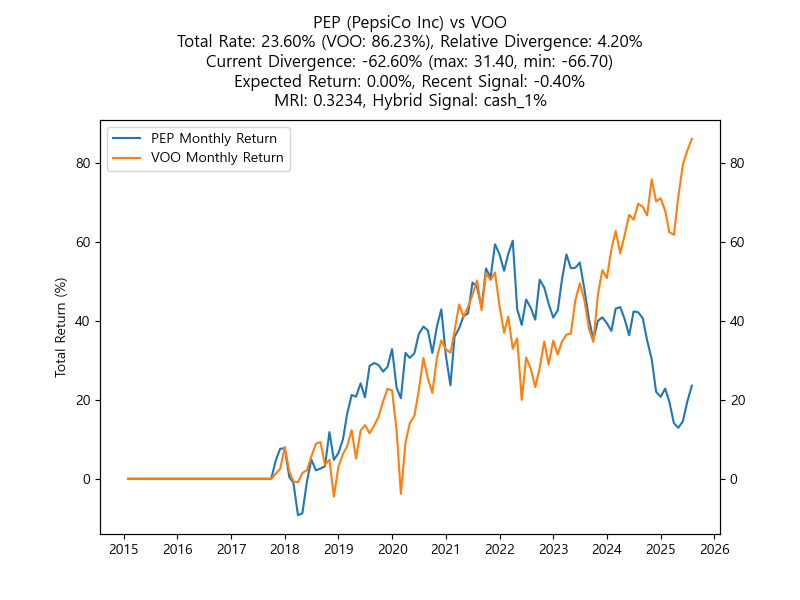 PEP (PepsiCo Inc) vs VOO
Total Rate: 23.60% (VOO: 86.23%), Relative Divergence: 4.20%
Current Divergence: -62.60% (max: 31.40, min: -66.70)
Expected Return: 0.00%, Recent Signal: -0.40%
MRI: 0.3234, Hybrid Signal: cash_1%
PEP Monthly Return
VOO Monthly Return
Total Return (%)
80
60
40
20
0
80
60
40
20
0
2015 2016 2017 2018 2019 2020 2021 2022 2023 2024 2025 2026